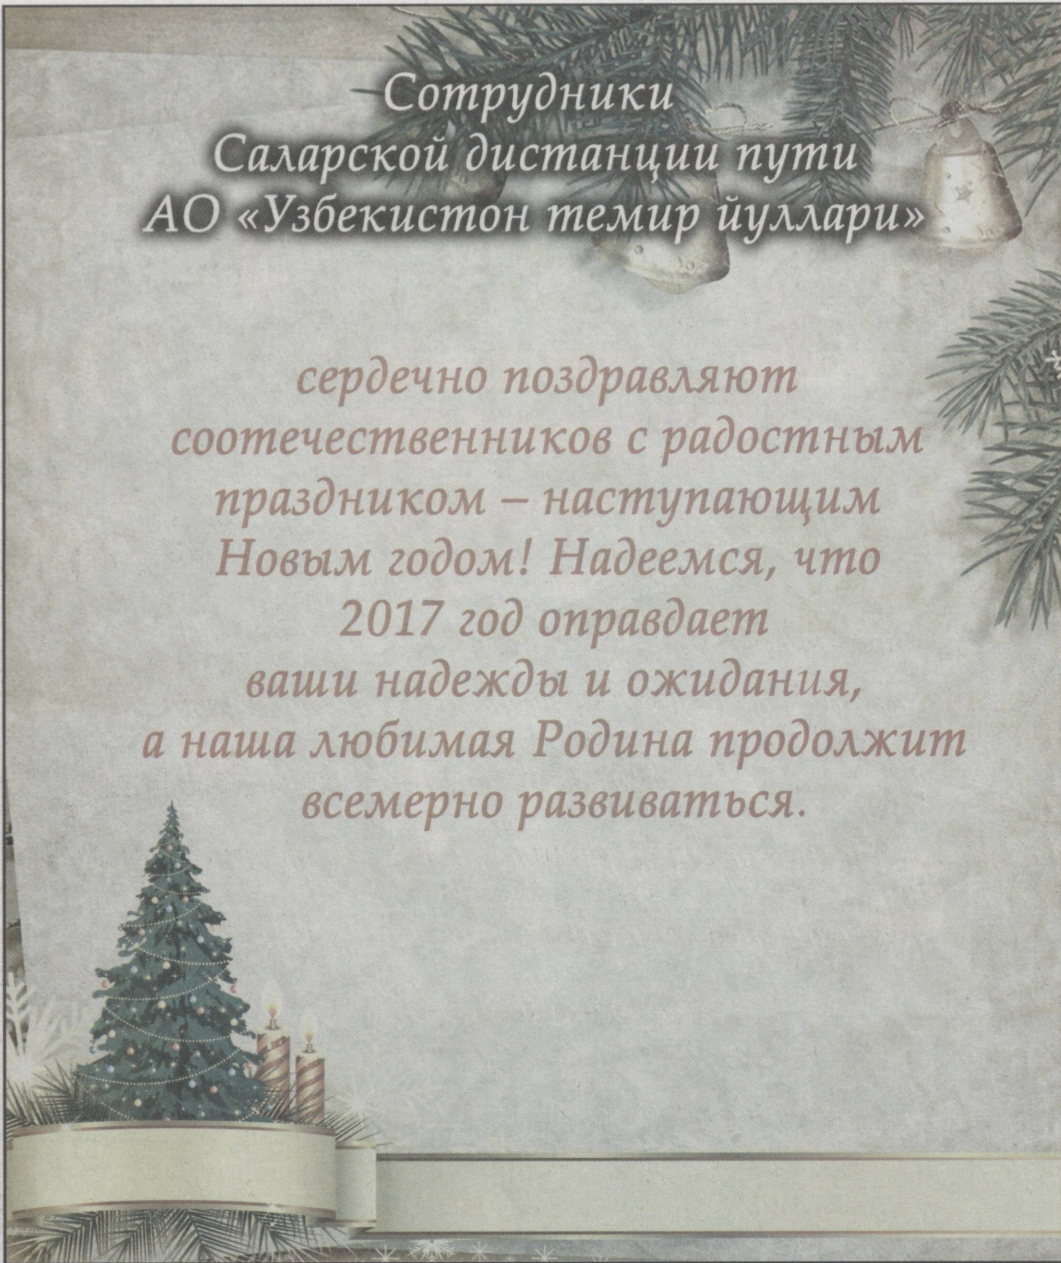 Сотрудники
Саларской дистанции пути
АО «Узбекистон темир йуллари»
сердечно поздравляют
соотечественников с радостным
праздником – наступающим
Новым годом! Надеемся, что
2017 год оправдает
ваши надежды и ожидания,
а наша любимая Родина продолжит
всемерно развиваться.